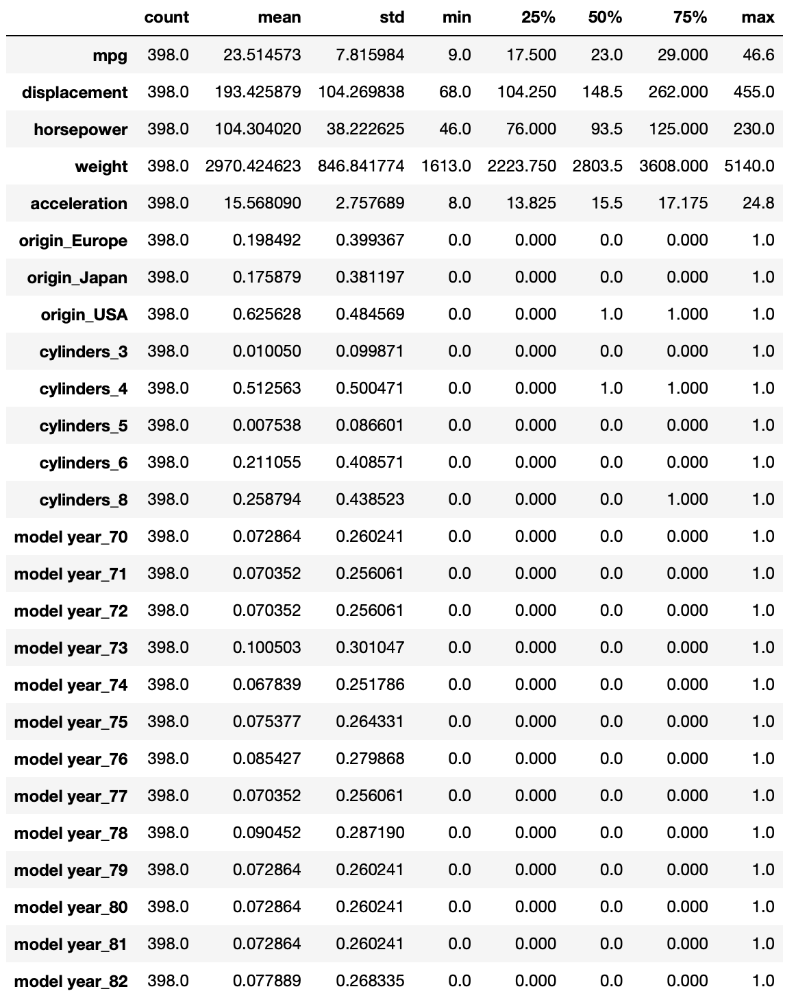 count mean std min 25% 50% 75% max
mpg 398.0 23.514573 7.815984 9.0 17.500 23.0 29.000 46.6
displacement 398.0 193.425879 104.269838 68.0 104.250 148.5 262.000 455.0
horsepower 398.0 104.304020 38.222625 46.0 76.000 93.5 125.000 230.0
weight 398.0 2970.424623 846.841774 1613.0 2223.750 2803.5 3608.000 5140.0
acceleration 398.0 15.568090 2.757689 8.0 13.825 15.5 17.175 24.8
origin_Europe 398.0 0.198492 0.399367 0.0 0.000 0.0 0.000 1.0
origin_Japan 398.0 0.175879 0.381197 0.0 0.000 0.0 0.000 1.0
origin_USA 398.0 0.625628 0.484569 0.0 0.000 1.0 1.000 1.0
cylinders_3 398.0 0.010050 0.099871 0.0 0.000 0.0 0.000 1.0
cylinders_4 398.0 0.512563 0.500471 0.0 0.000 1.0 1.000 1.0
cylinders_5 398.0 0.007538 0.086601 0.0 0.000 0.0 0.000 1.0
cylinders_6 398.0 0.211055 0.408571 0.0 0.000 0.0 0.000 1.0
cylinders_8 398.0 0.258794 0.438523 0.0 0.000 0.0 1.000 1.0
model year_70 398.0 0.072864 0.260241 0.0 0.000 0.0 0.000 1.0
model year_71 398.0 0.070352 0.256061 0.0 0.000 0.0 0.000 1.0
model year_72 398.0 0.070352 0.256061 0.0 0.000 0.0 0.000 1.0
model year_73 398.0 0.100503 0.301047 0.0 0.000 0.0 0.000 1.0
model year_74 398.0 0.067839 0.251786 0.0 0.000 0.0 0.000 1.0
model year_75 398.0 0.075377 0.264331 0.0 0.000 0.0 0.000 1.0
model year_76 398.0 0.085427 0.279868 0.0 0.000 0.0 0.000 1.0
model year_77 398.0 0.070352 0.256061 0.0 0.000 0.0 0.000 1.0
model year_78 398.0 0.090452 0.287190 0.0 0.000 0.0 0.000 1.0
model year_79 398.0 0.072864 0.260241 0.0 0.000 0.0 0.000 1.0
model year_80 398.0 0.072864 0.260241 0.0 0.000 0.0 0.000 1.0
model year_81 398.0 0.072864 0.260241 0.0 0.000 0.0 0.000 1.0
model year_82 398.0 0.077889 0.268335 0.0 0.000 0.0 0.000 1.0